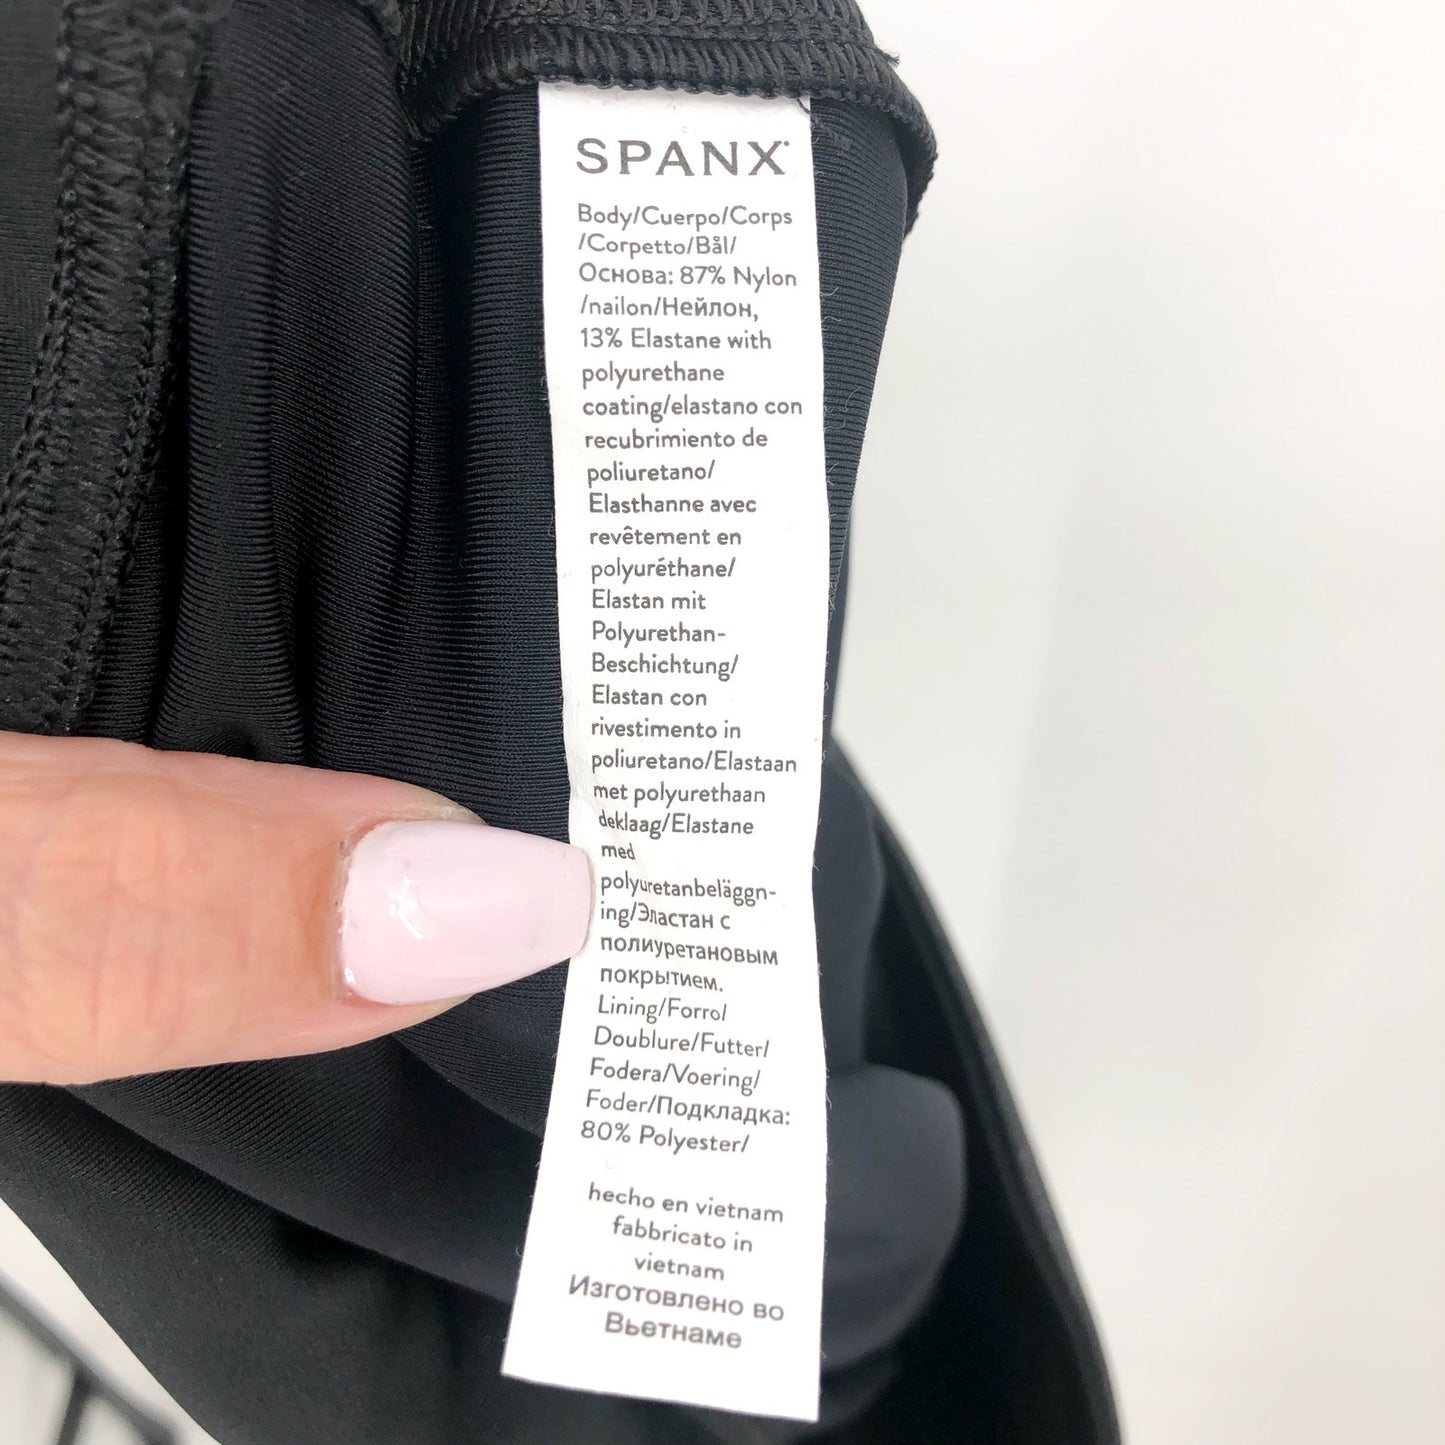 SPANX
Body/Cuerpo/Corps
/Corpetto/Bål/
Основа: 87% Nylon
/nailon/Нейлон,
13% Elastane with
polyurethane
coating/elastano con
recubrimiento de
poliuretano/
Elasthanne avec
revêtement en
polyuréthane/
Elastan mit
Polyurethan-
Beschichtung/
Elastan con
rivestimento in
poliuretano/Elastaan
met polyurethaan
deklaag/Elastane
med
polyuretanbeläggn-
ing/Эластан с
полиуретановым
покрытием.
Lining/Forro/
Doublure/Futter/
Fodera/Voering/
Foder/Подкладка:
80% Polyester/
hecho en vietnam
fabbricato in
vietnam
Изготовлено во
Вьетнаме